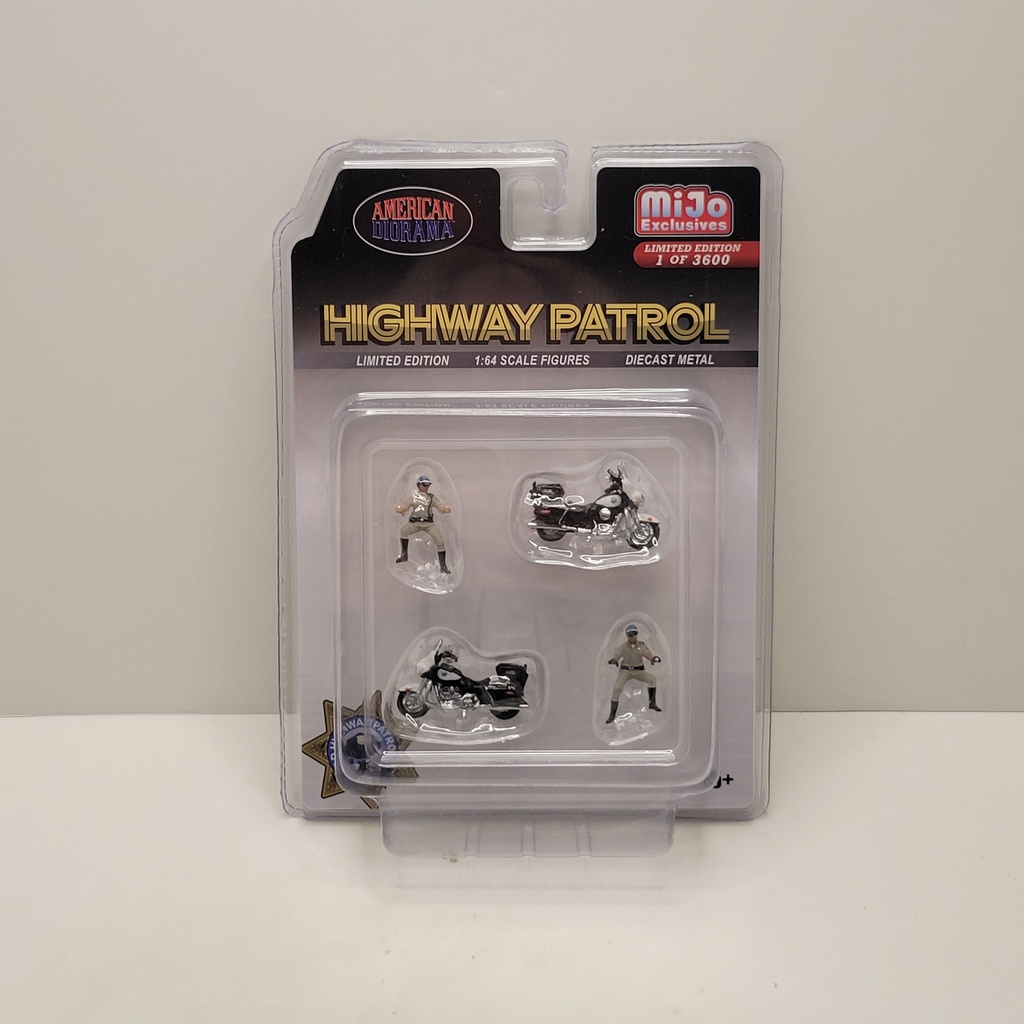 AMERICAN
DIORAMA
MiJo
Exclusives
LIMITED EDITION
1 OF 3600
HIGHWAY PATROL
LIMITED EDITION 1:64 SCALE FIGURES DIECAST METAL